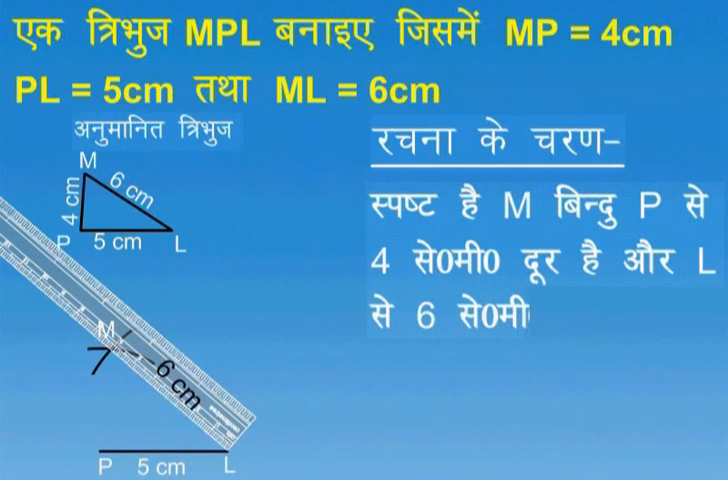 एक त्रिभुज MPL बनाइए जिसमें MP = 4cm
PL = 5cm तथा ML = 6cm
अनुमानित त्रिभुज
M
6 cm
4 cm
P 5 cm L
रचना के चरण–
स्पष्ट है M बिन्दु P से
4 से0मी0 दूर है और L
से 6 से0मी
M
6 cm
P 5 cm L